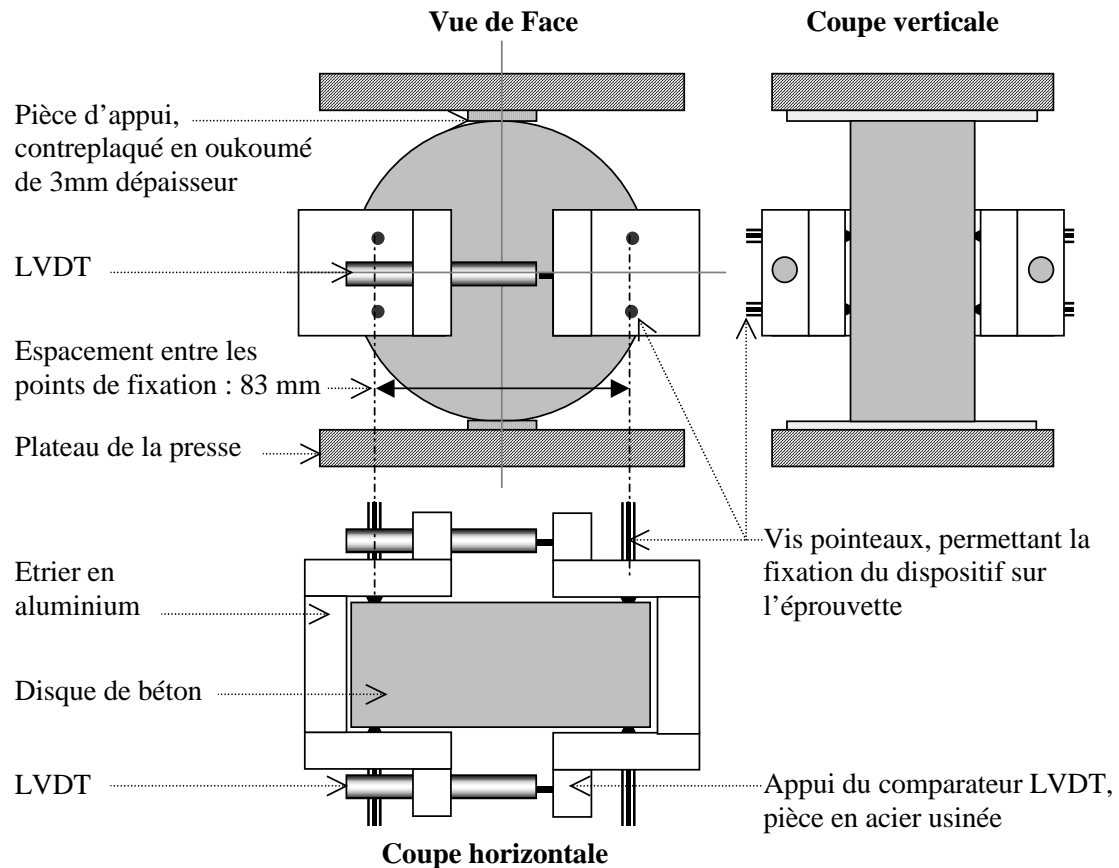 Vue de Face
Coupe verticale
Pièce d’appui,
contreplaqué en oukoumé
de 3mm dépaisseur
LVDT
Espacement entre les
points de fixation : 83 mm
Plateau de la presse
Vis pointeaux, permettant la
fixation du dispositif sur
l’éprouvette
Etrier en
aluminium
Disque de béton
LVDT
Appui du comparateur LVDT,
pièce en acier usinée
Coupe horizontale